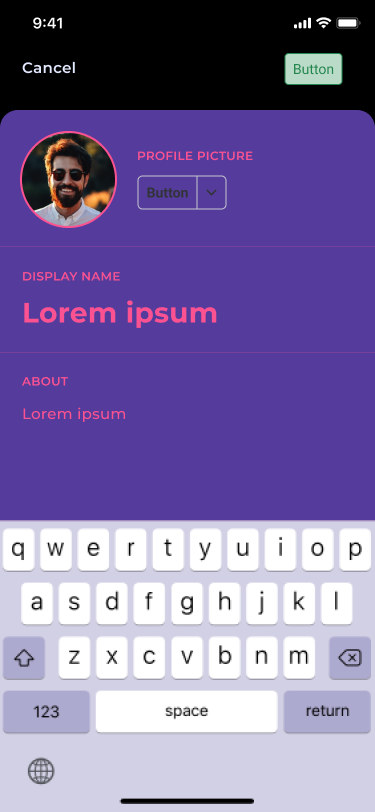 9:41
Cancel
Button
PROFILE PICTURE
Button
DISPLAY NAME
Lorem ipsum
ABOUT
Lorem ipsum
q w e r t y u i o p
a s d f g h j k l
z x c v b n m
123 space return